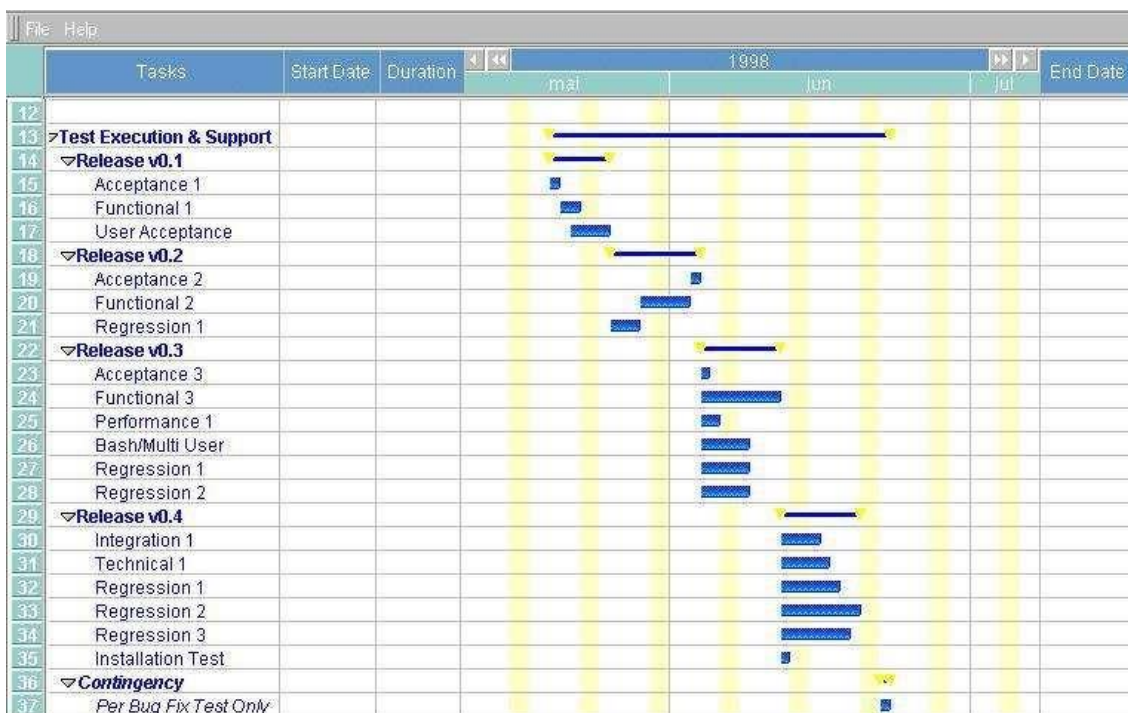 File Help
Tasks Start Date Duration 1998 End Date
mai jun jul
12
13 Test Execution & Support
14 Release v0.1
15 Acceptance 1
16 Functional 1
17 User Acceptance
18 Release v0.2
19 Acceptance 2
20 Functional 2
21 Regression 1
22 Release v0.3
23 Acceptance 3
24 Functional 3
25 Performance 1
26 Bash/Multi User
27 Regression 1
28 Regression 2
29 Release v0.4
30 Integration 1
31 Technical 1
32 Regression 1
33 Regression 2
34 Regression 3
35 Installation Test
36 Contingency
37 Per Bug Fix Test Only